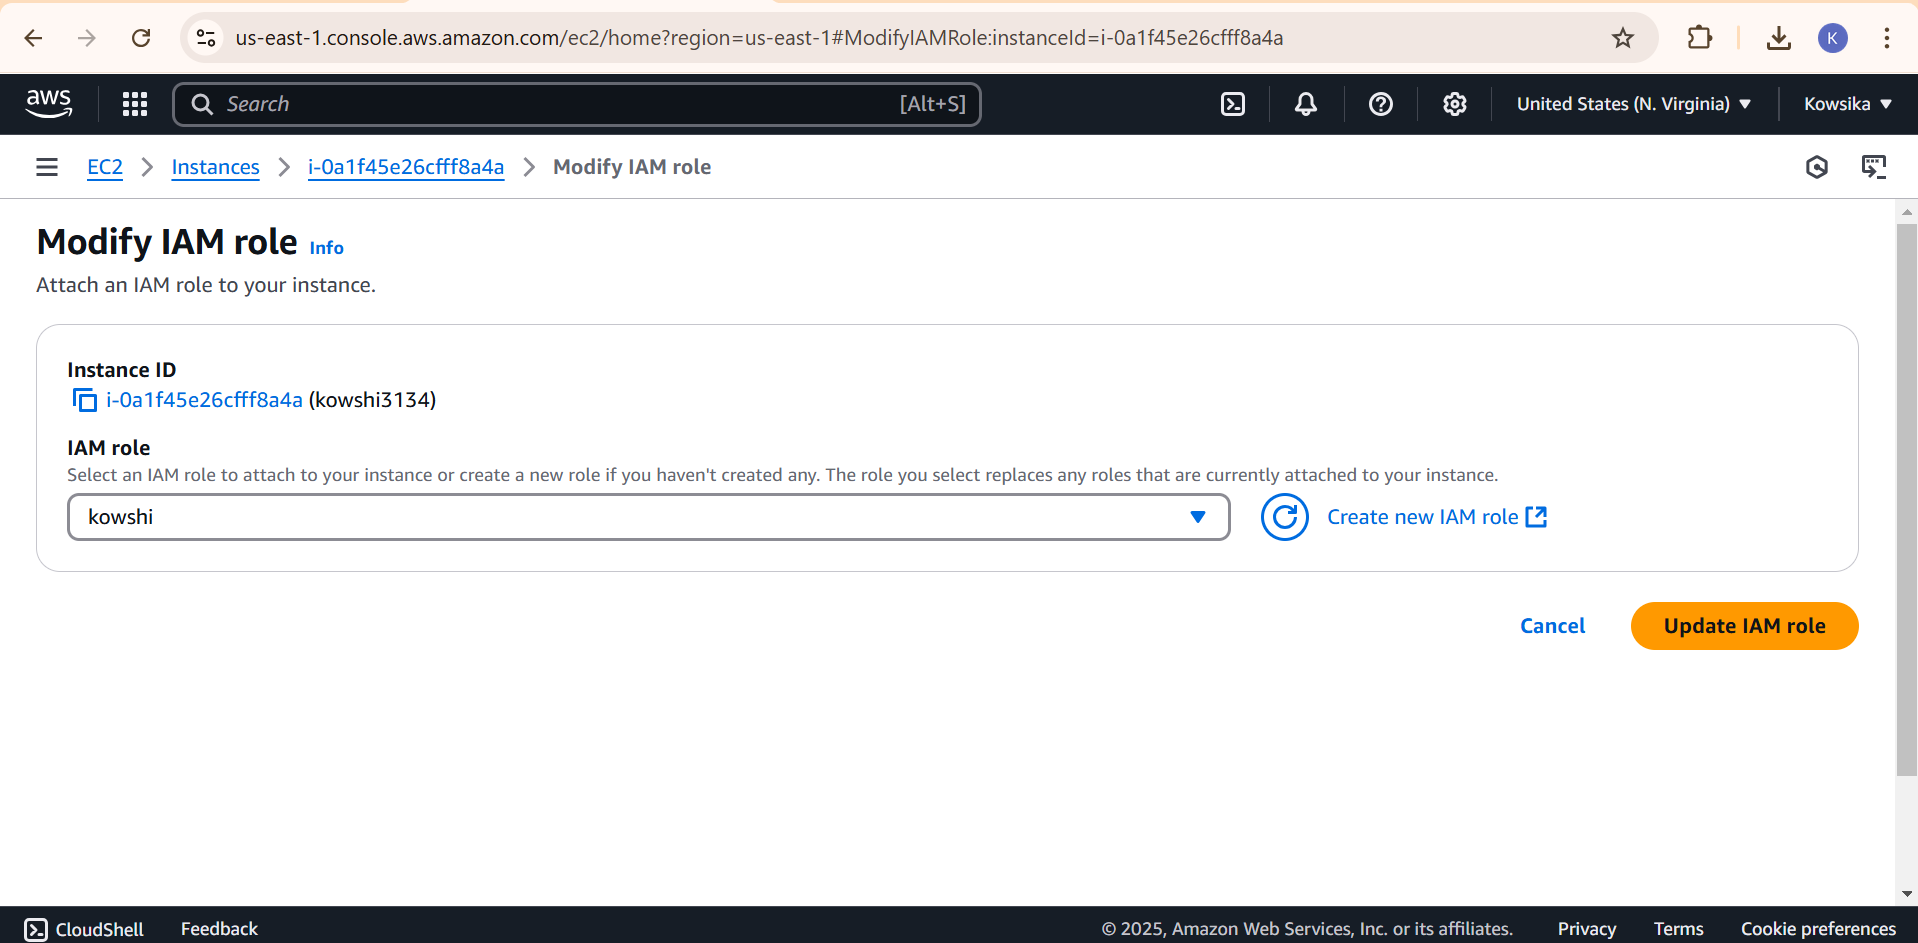 us-east-1.console.aws.amazon.com/ec2/home?region=us-east-1#ModifyIAMRole:instanceId=i-0a1f45e26cfff8a4a
K
aws
Search
[Alt+S]
United States (N. Virginia)
Kowsika
EC2 > Instances > i-0a1f45e26cfff8a4a > Modify IAM role
Modify IAM role Info
Attach an IAM role to your instance.
Instance ID
i-0a1f45e26cfff8a4a (kowshi3134)
IAM role
Select an IAM role to attach to your instance or create a new role if you haven't created any. The role you select replaces any roles that are currently attached to your instance.
kowshi
Create new IAM role
Cancel
Update IAM role
CloudShell
Feedback
© 2025, Amazon Web Services, Inc. or its affiliates.
Privacy
Terms
Cookie preferences